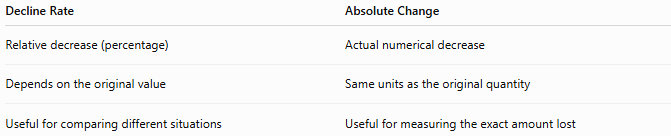 Decline Rate Absolute Change
Relative decrease (percentage) Actual numerical decrease
Depends on the original value Same units as the original quantity
Useful for comparing different situations Useful for measuring the exact amount lost